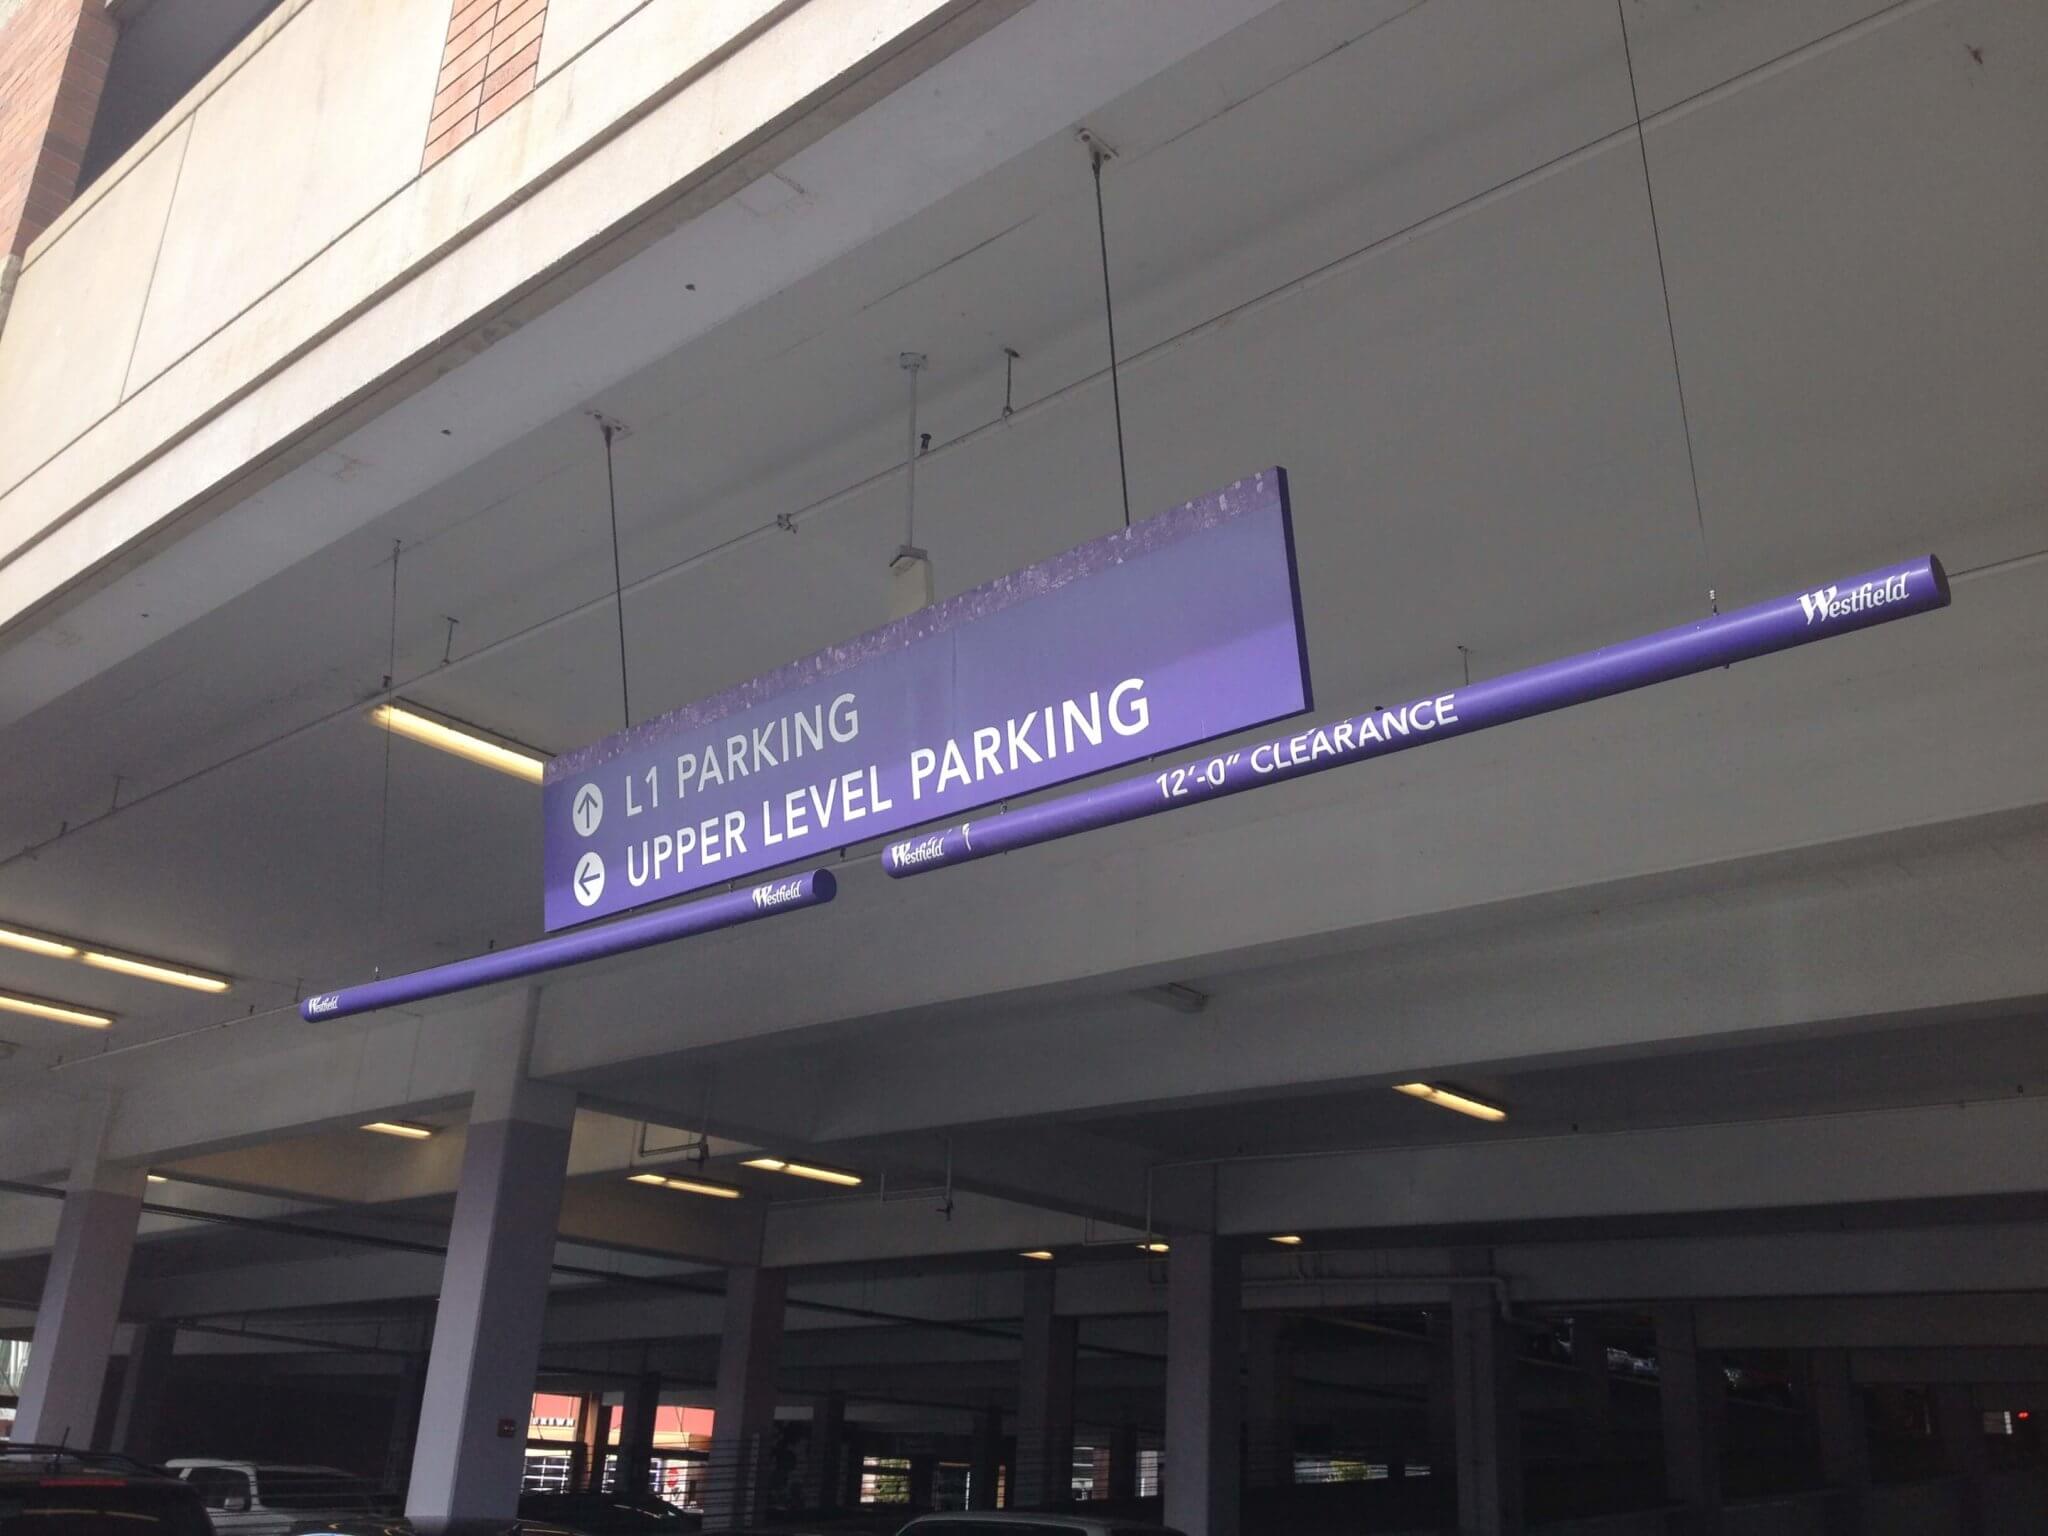 L1 PARKING
UPPER LEVEL PARKING
Westfield
12'-0" CLEARANCE
Westfield
Westfield
Westfield